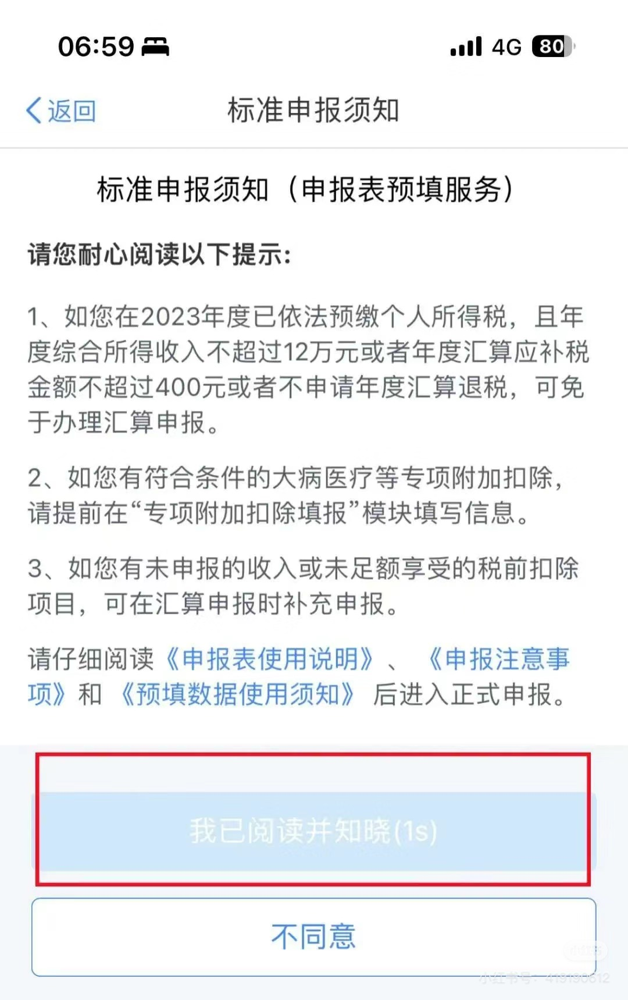 06:59
4G 80
返回
标准申报须知
标准申报须知（申报表预填服务）
请您耐心阅读以下提示：
1、如您在2023年度已依法预缴个人所得税，且年
度综合所得收入不超过12万元或者年度汇算应补税
金额不超过400元或者不申请年度汇算退税，可免
于办理汇算申报。
2、如您有符合条件的大病医疗等专项附加扣除，
请提前在“专项附加扣除填报”模块填写信息。
3、如您有未申报的收入或未足额享受的税前扣除
项目，可在汇算申报时补充申报。
请仔细阅读《申报表使用说明》、《申报注意事
项》和《预填数据使用须知》后进入正式申报。
我已阅读并知晓(1s)
不同意
小红书
小红书号：419190612